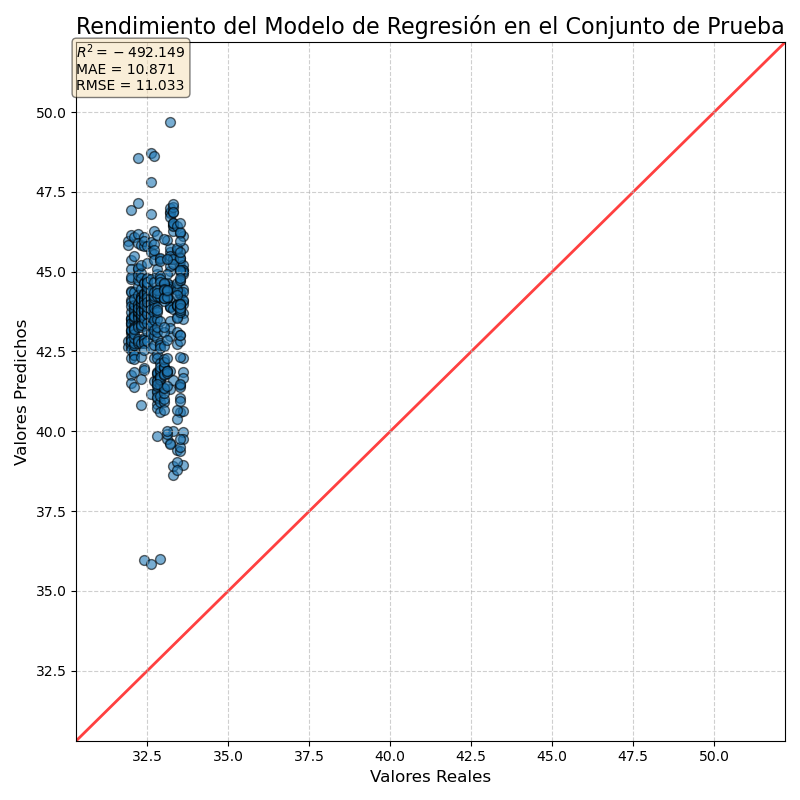 Rendimiento del Modelo de Regresión en el Conjunto de Prueba
R² = −492.149
MAE = 10.871
RMSE = 11.033
Valores Predichos
50.0
47.5
45.0
42.5
40.0
37.5
35.0
32.5
32.5 35.0 37.5 40.0 42.5 45.0 47.5 50.0
Valores Reales